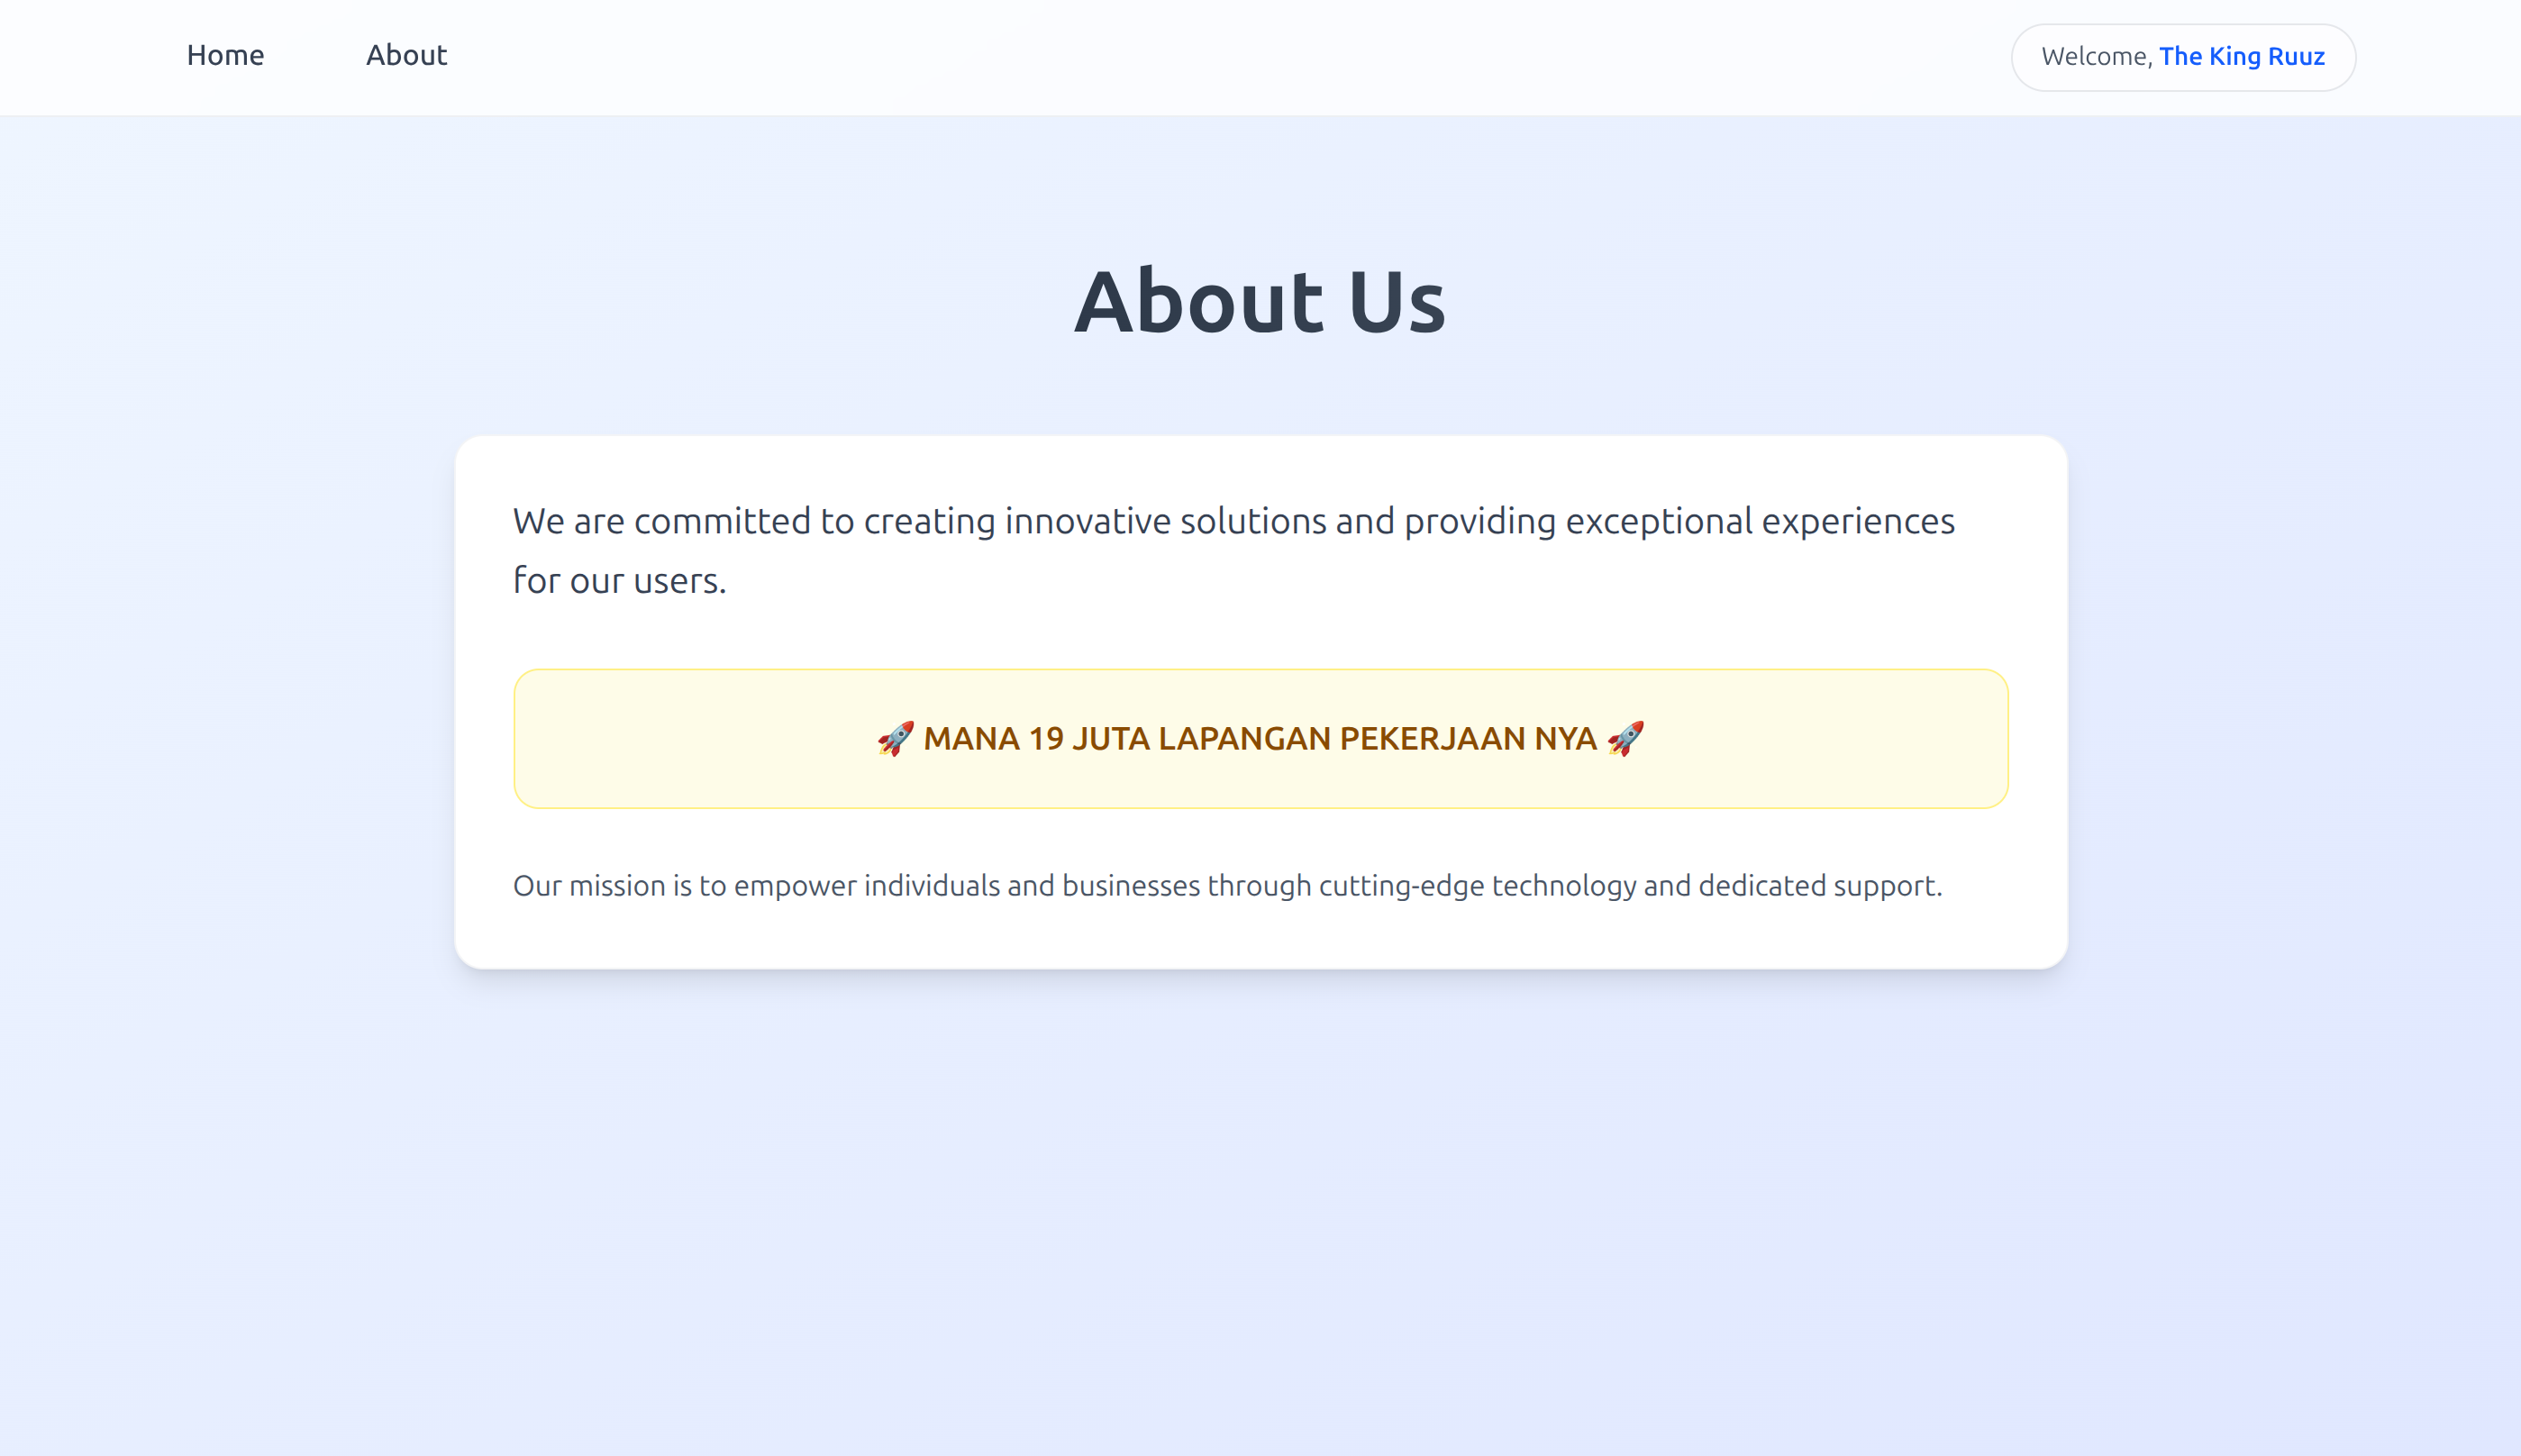 Home
About
Welcome, The King Ruuz
About Us
We are committed to creating innovative solutions and providing exceptional experiences
for our users.
🚀 MANA 19 JUTA LAPANGAN PEKERJAAN NYA 🚀
Our mission is to empower individuals and businesses through cutting-edge technology and dedicated support.